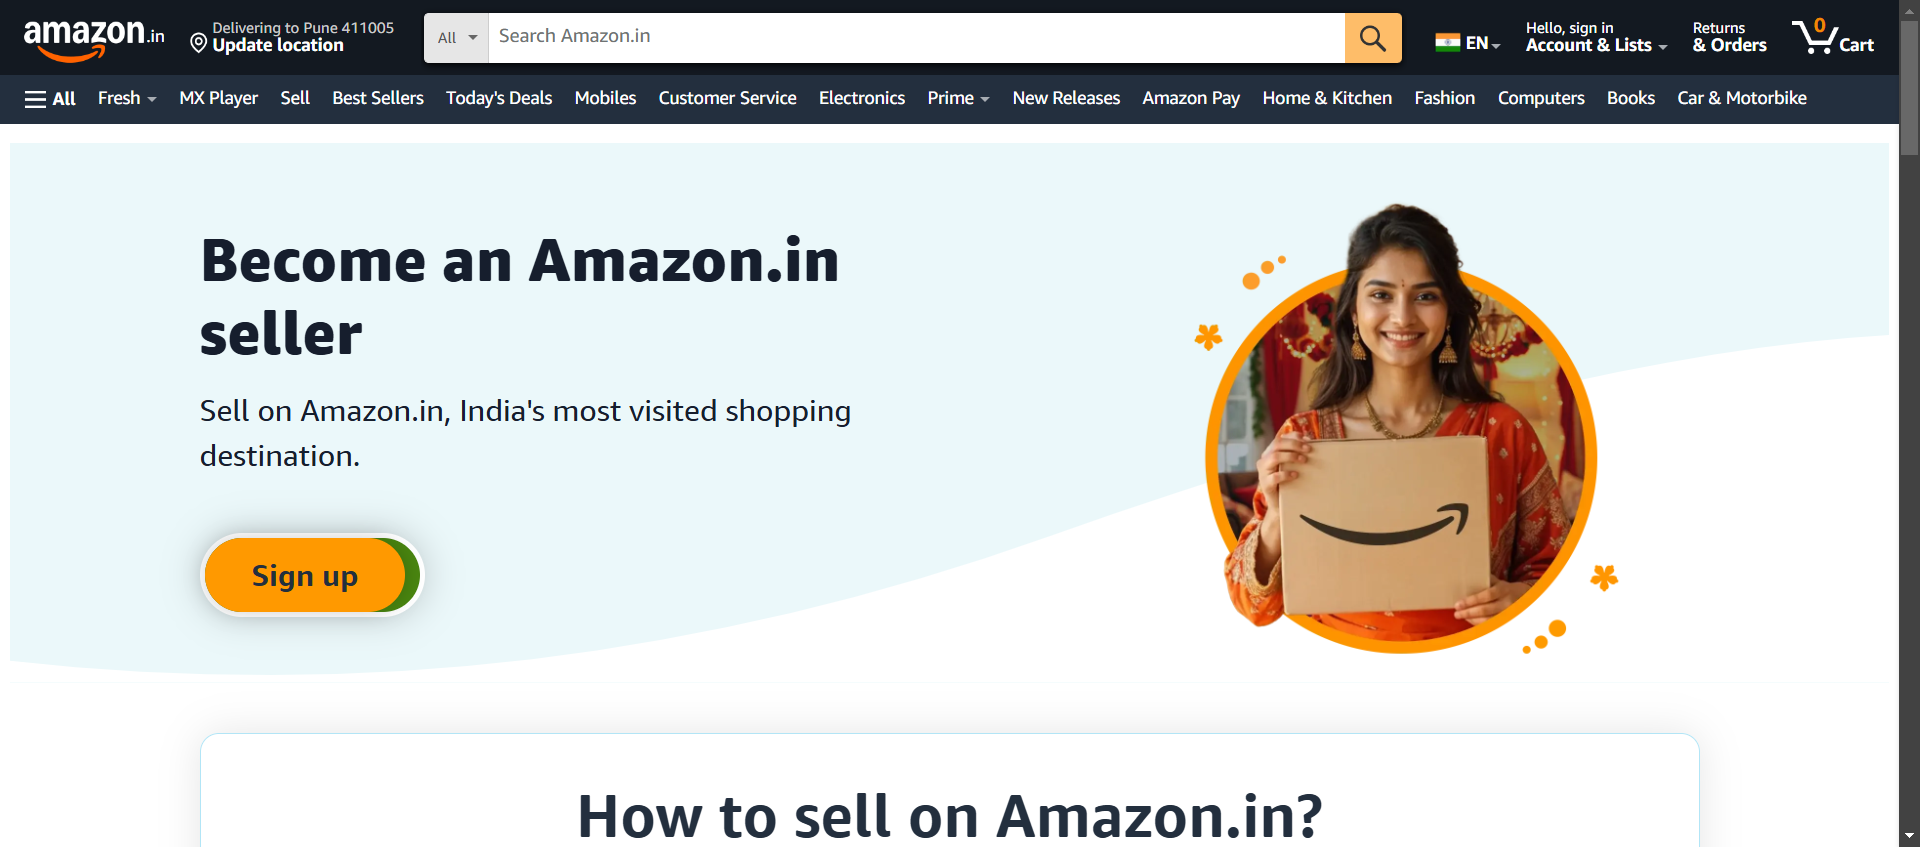 amazon.in
Delivering to Pune 411005
Update location
All
Search Amazon.in
EN
Hello, sign in
Account & Lists
Returns
& Orders
0
Cart
All
Fresh
MX Player
Sell
Best Sellers
Today's Deals
Mobiles
Customer Service
Electronics
Prime
New Releases
Amazon Pay
Home & Kitchen
Fashion
Computers
Books
Car & Motorbike
Become an Amazon.in
seller
Sell on Amazon.in, India's most visited shopping
destination.
Sign up
How to sell on Amazon.in?